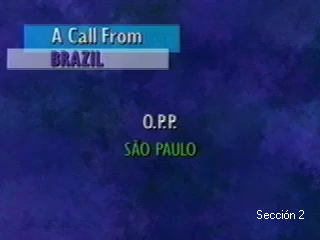 A Call From
BRAZIL
O.P.P.
SÃO PAULO
Sección 2